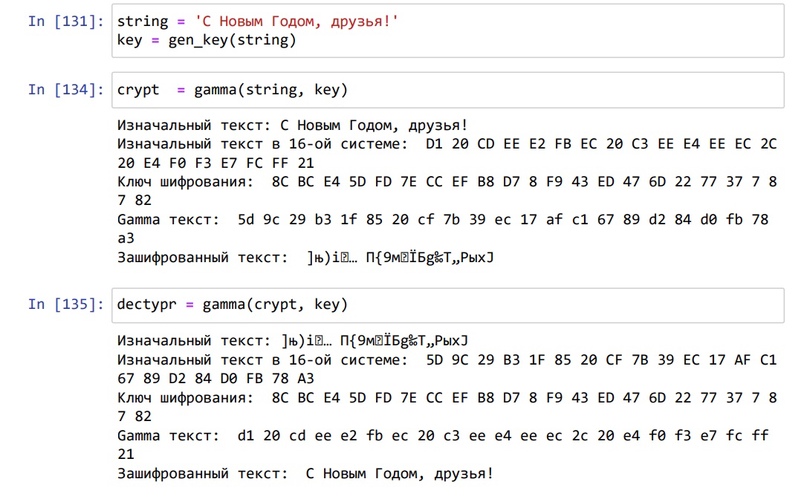 In [131]: string = 'С Новым Годом, друзья!'
key = gen_key(string)
In [134]: crypt  = gamma(string, key)
Изначальный текст: С Новым Годом, друзья!
Изначальный текст в 16-ой системе:  D1 20 CD EE E2 FB EC 20 C3 EE E4 EE EC 2C
20 E4 F0 F3 E7 FC FF 21
Ключ шифрования:  8C BC E4 5D FD 7E CC EF B8 D7 8 F9 43 ED 47 6D 22 77 37 7 8
7 82
Gamma текст:  5d 9c 29 b3 1f 85 20 cf 7b 39 ec 17 af c1 67 89 d2 84 d0 fb 78
a3
Зашифрованный текст:  ]њ)і… П{9мЇБg‰Т„РыхЈ
In [135]: dectypr = gamma(crypt, key)
Изначальный текст: ]њ)і… П{9мЇБg‰Т„РыхЈ
Изначальный текст в 16-ой системе:  5D 9C 29 B3 1F 85 20 CF 7B 39 EC 17 AF C1
67 89 D2 84 D0 FB 78 A3
Ключ шифрования:  8C BC E4 5D FD 7E CC EF B8 D7 8 F9 43 ED 47 6D 22 77 37 7 8
7 82
Gamma текст:  d1 20 cd ee e2 fb ec 20 c3 ee e4 ee ec 2c 20 e4 f0 f3 e7 fc ff
21
Зашифрованный текст:  С Новым Годом, друзья!